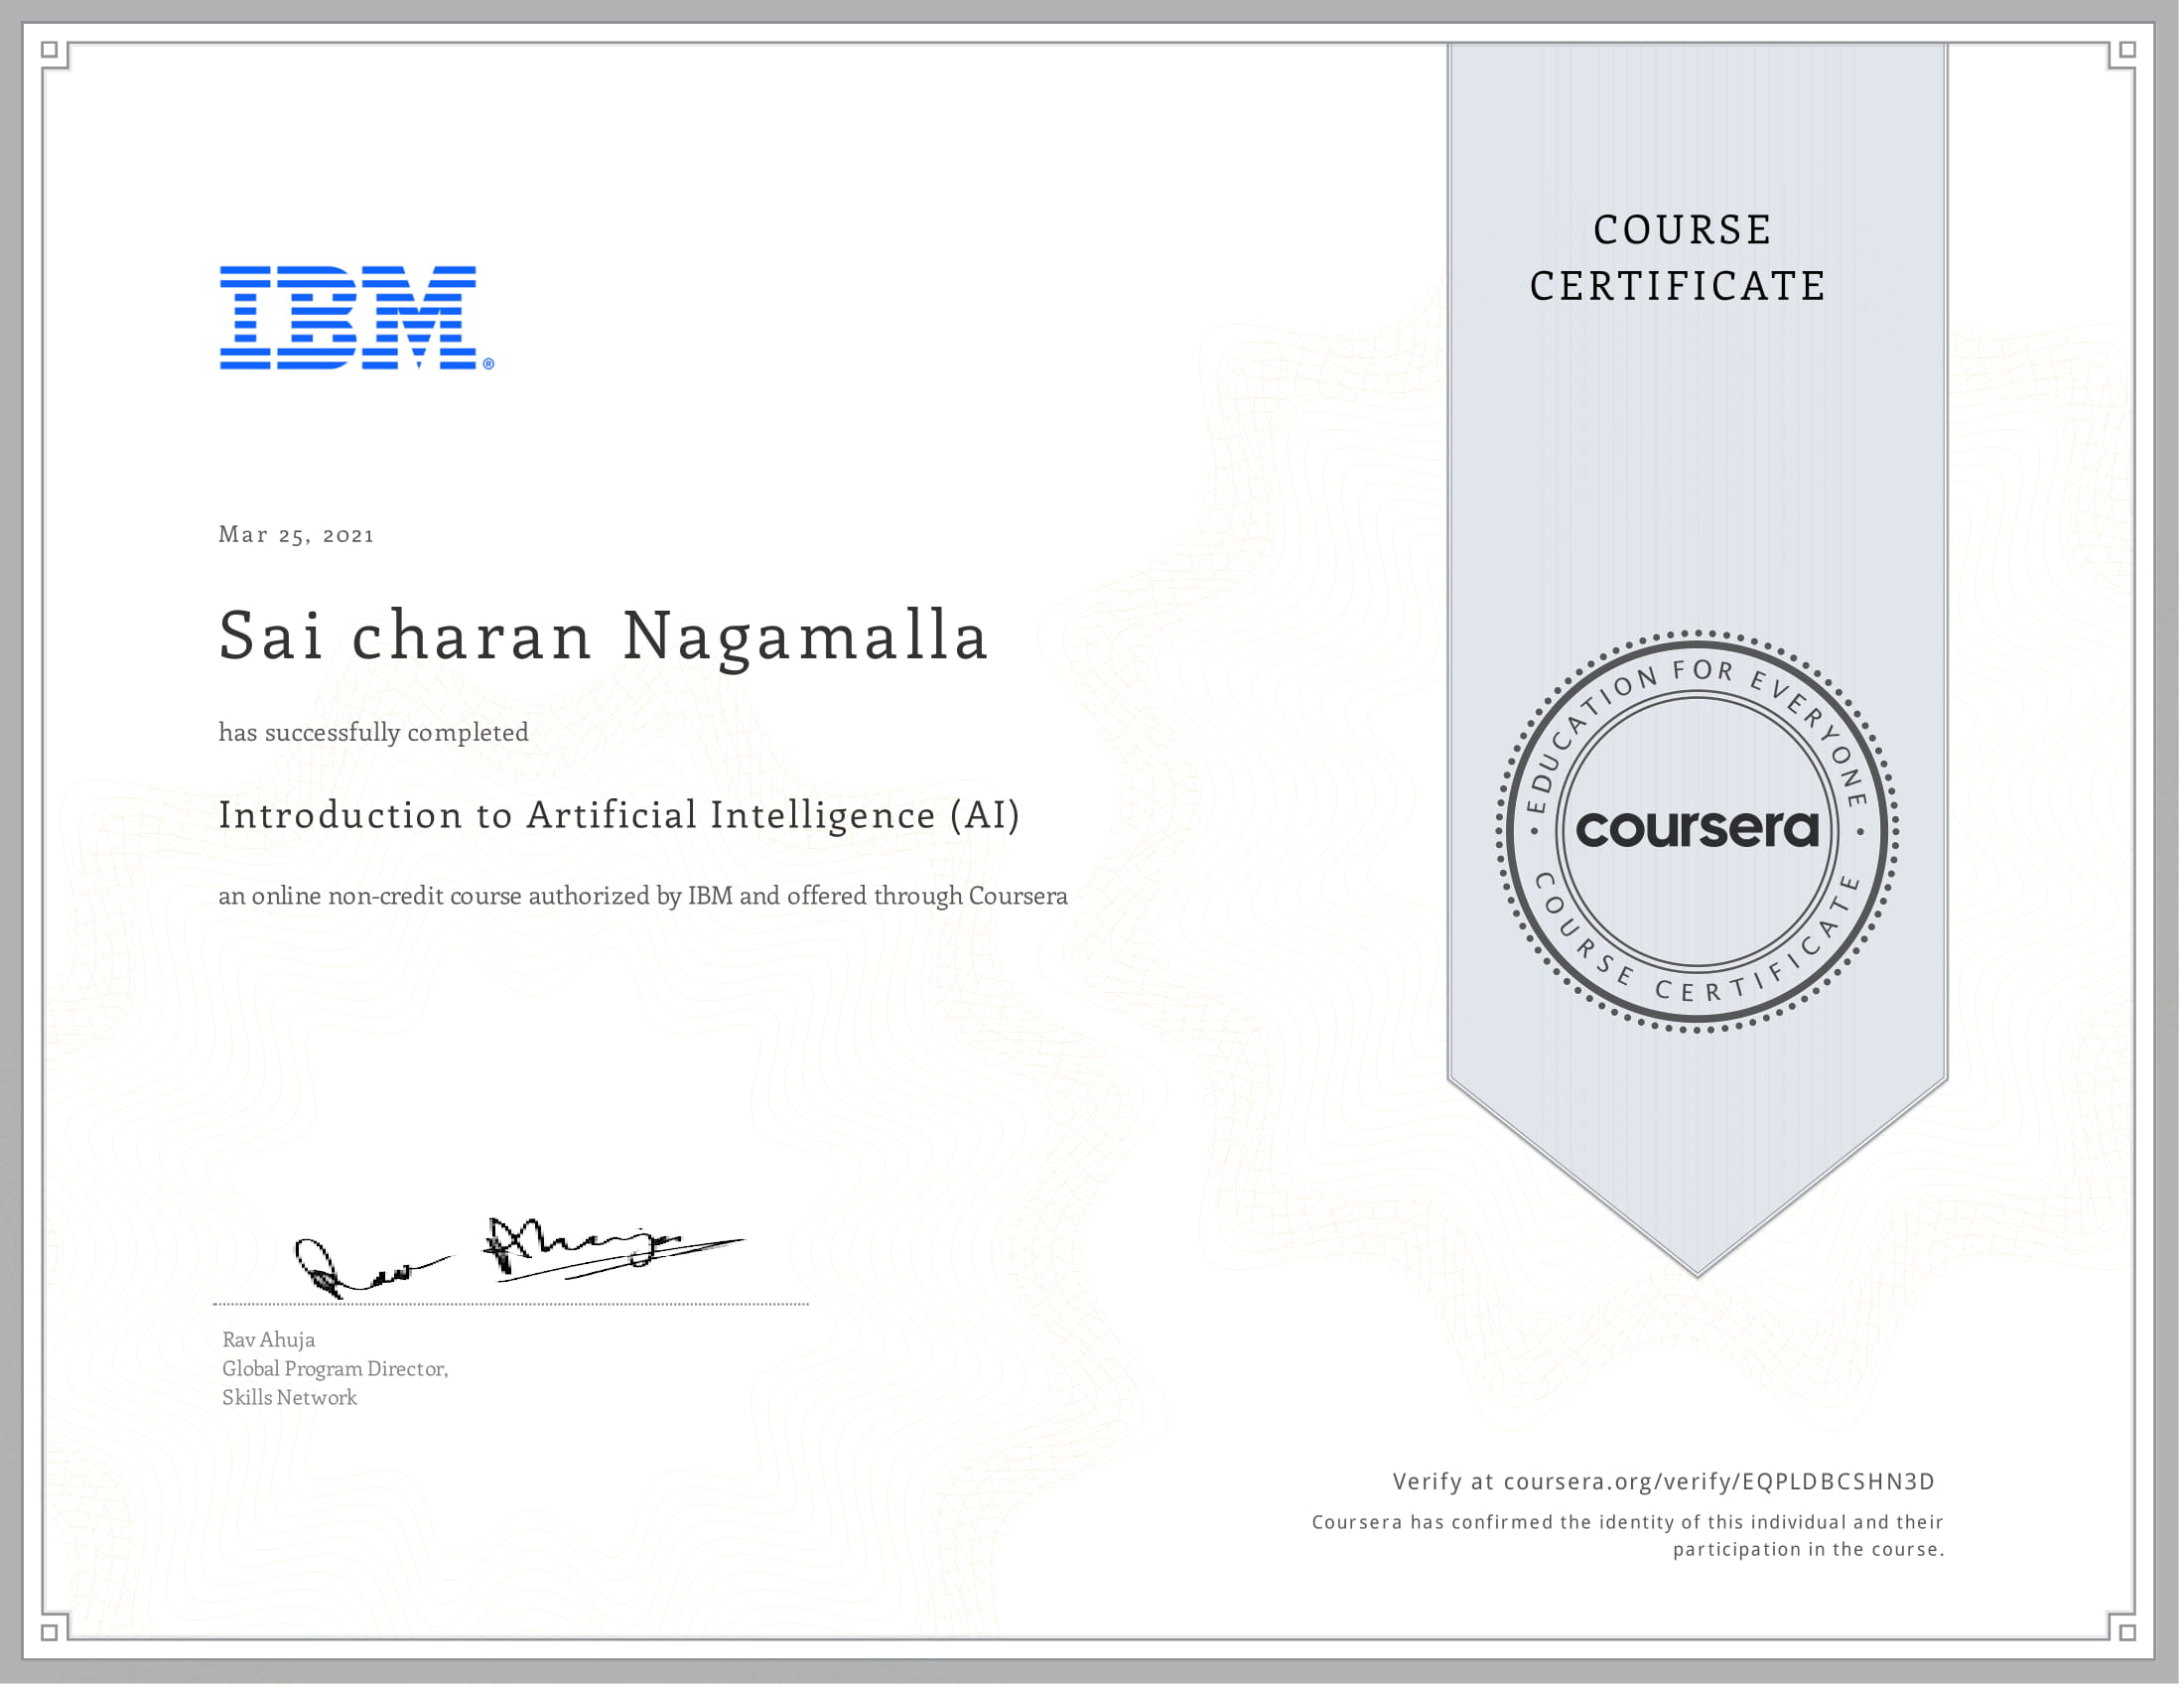 IBM®
COURSE
CERTIFICATE
Mar 25, 2021
Sai charan Nagamalla
has successfully completed
Introduction to Artificial Intelligence (AI)
an online non-credit course authorized by IBM and offered through Coursera
EDUCATION FOR EVERYONE
coursera
COURSE CERTIFICATE
Rav Ahuja
Rav Ahuja
Global Program Director,
Skills Network
Verify at coursera.org/verify/EQPLDBCSHN3D
Coursera has confirmed the identity of this individual and their
participation in the course.